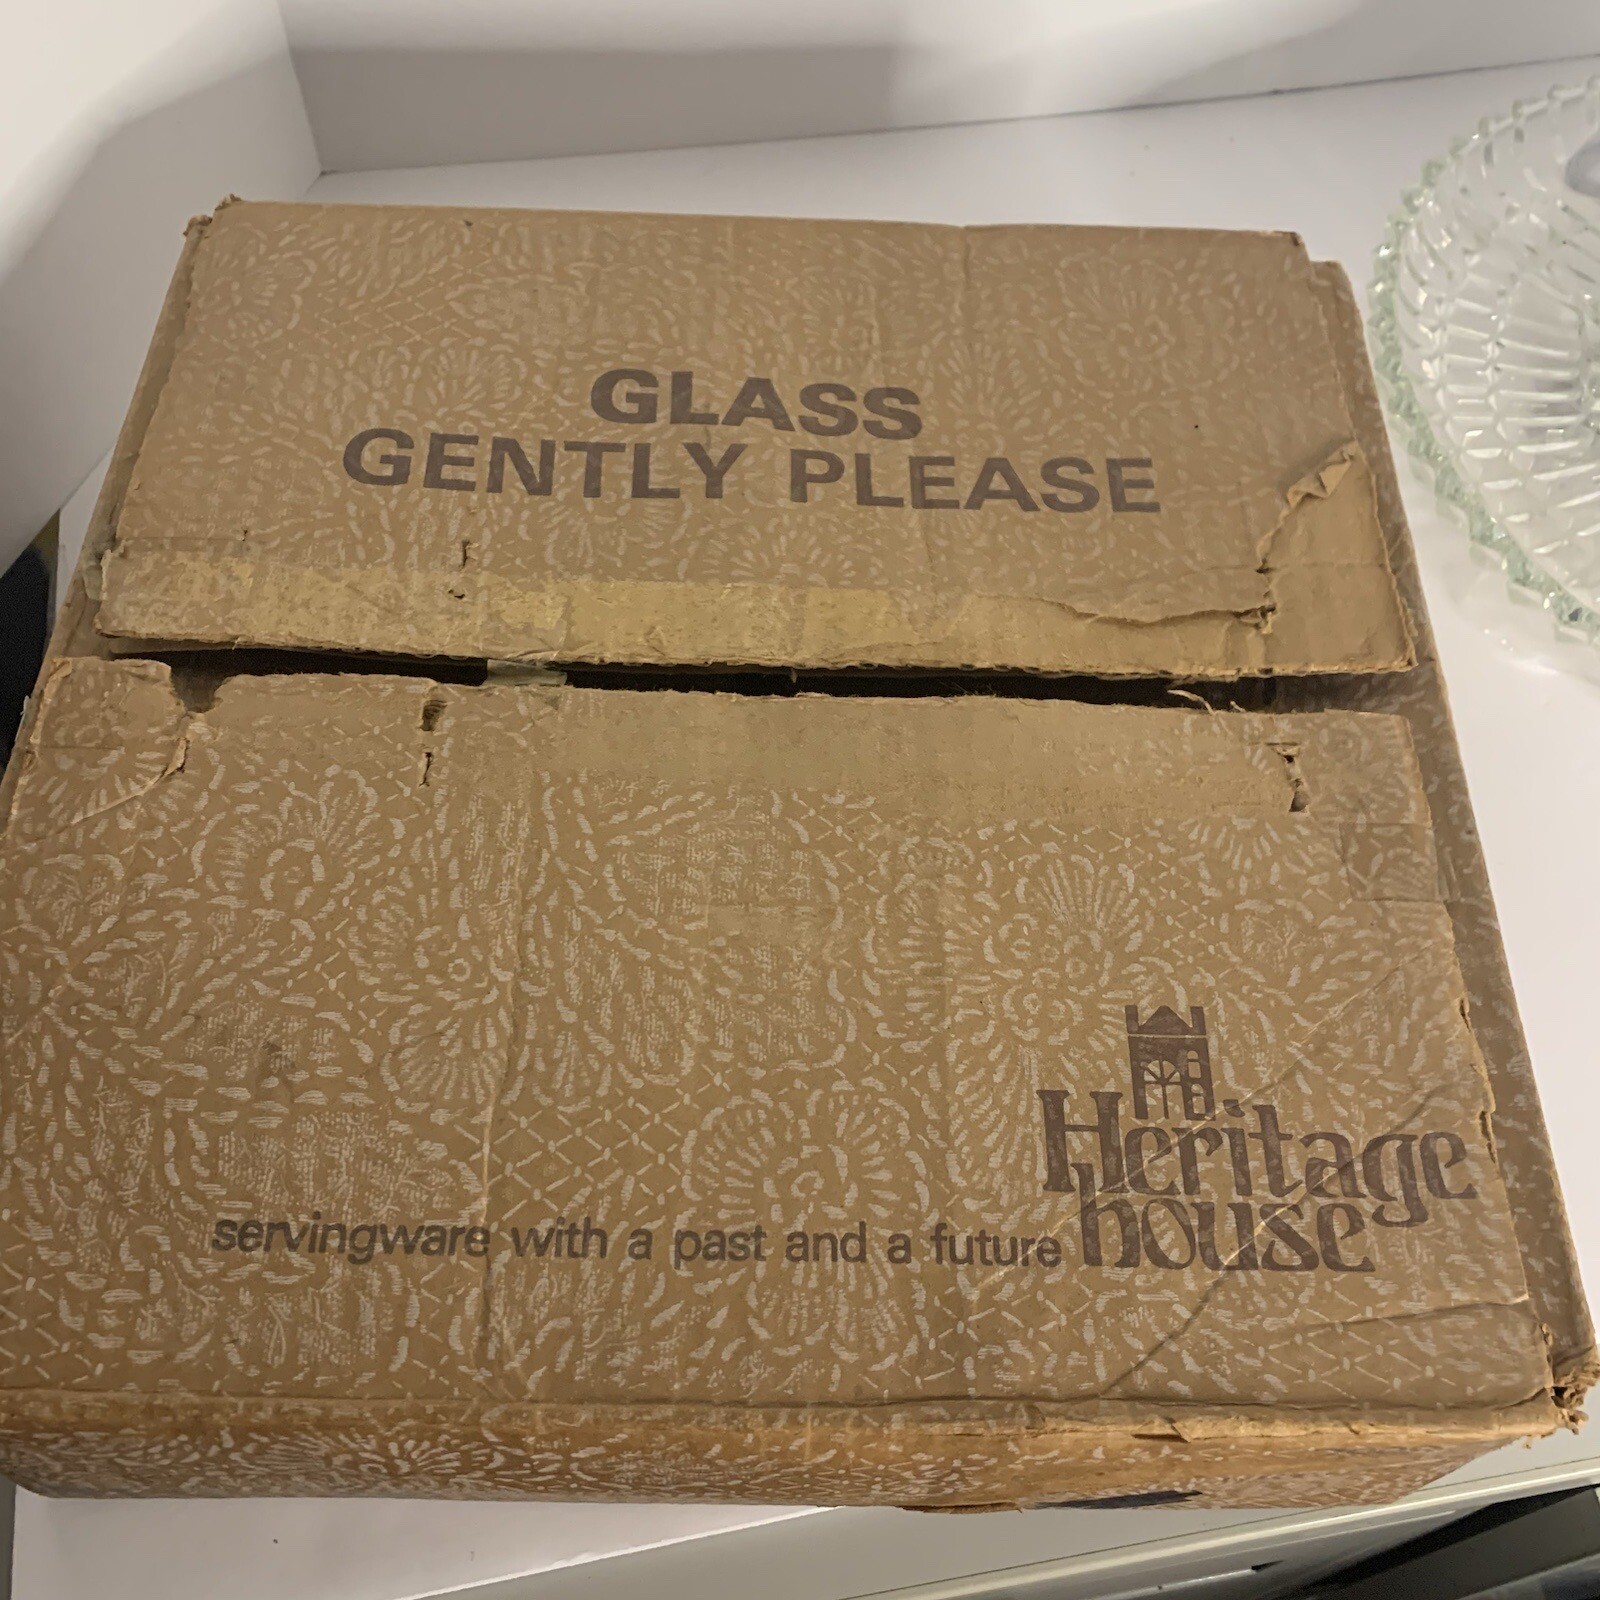 GLASS
GENTLY PLEASE
Heritage
servingware with a past and a future house